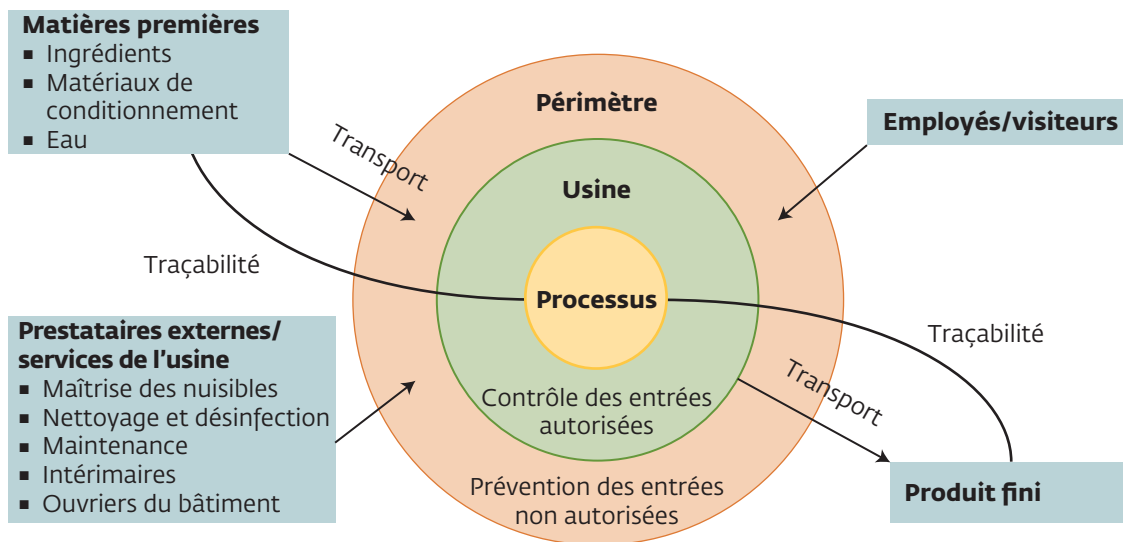 Matières premières
▪ Ingrédients
▪ Matériaux de
conditionnement
▪ Eau
Transport
Traçabilité
Périmètre
Usine
Processus
Contrôle des entrées
autorisées
Prévention des entrées
non autorisées
Employés/visiteurs
Prestataires externes/
services de l'usine
▪ Maîtrise des nuisibles
▪ Nettoyage et désinfection
▪ Maintenance
▪ Intérimaires
▪ Ouvriers du bâtiment
Traçabilité
Transport
Produit fini